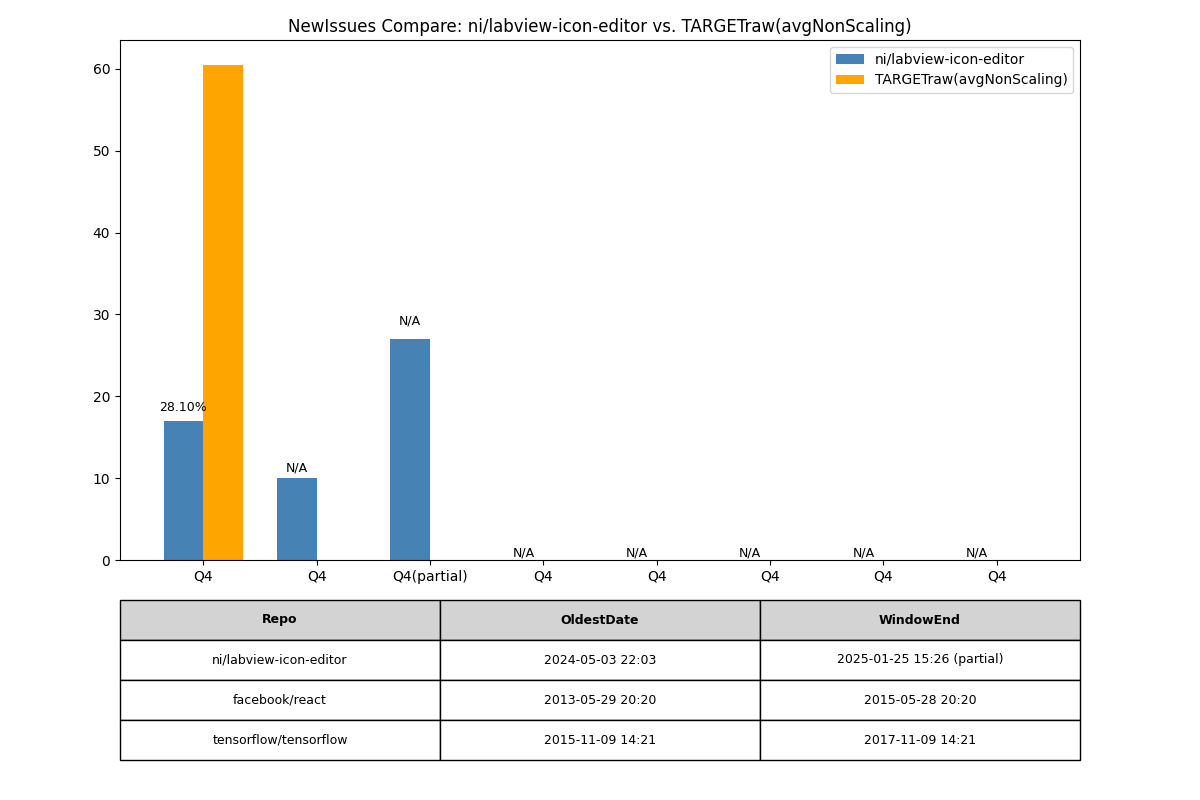 NewIssues Compare: ni/labview-icon-editor vs. TARGETraw(avgNonScaling)
ni/labview-icon-editor
TARGETraw(avgNonScaling)
60
50
40
30
20
10
0
28.10%
N/A
N/A
N/A
N/A
N/A
N/A
N/A
Q4 Q4 Q4(partial) Q4 Q4 Q4 Q4 Q4
Repo OldestDate WindowEnd
ni/labview-icon-editor 2024-05-03 22:03 2025-01-25 15:26 (partial)
facebook/react 2013-05-29 20:20 2015-05-28 20:20
tensorflow/tensorflow 2015-11-09 14:21 2017-11-09 14:21